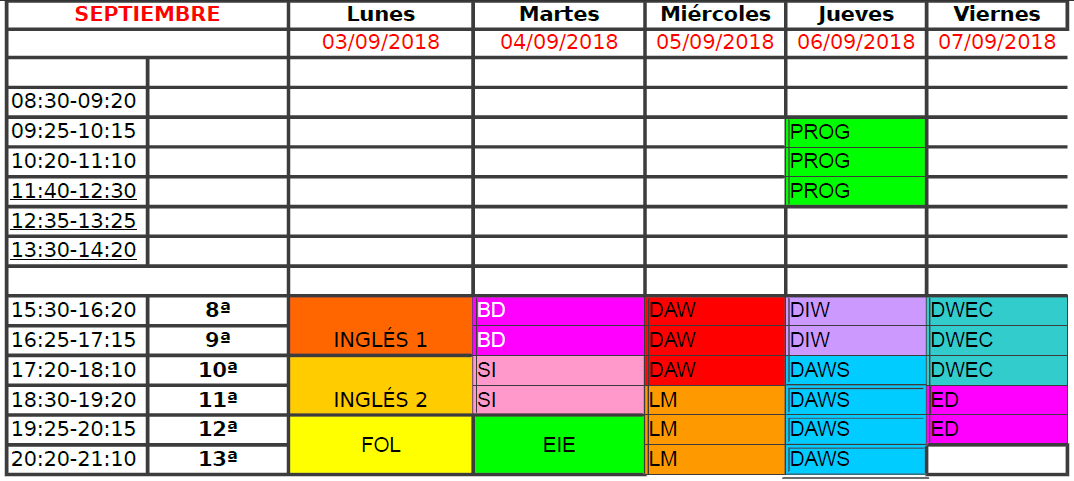 SEPTIEMBRE Lunes Martes Miércoles Jueves Viernes
03/09/2018 04/09/2018 05/09/2018 06/09/2018 07/09/2018
08:30-09:20
09:25-10:15 PROG
10:20-11:10 PROG
11:40-12:30 PROG
12:35-13:25
13:30-14:20
15:30-16:20 8ª BD DAW DIW DWEC
16:25-17:15 9ª INGLÉS 1 BD DAW DIW DWEC
17:20-18:10 10ª SI DAW DAWS DWEC
18:30-19:20 11ª INGLÉS 2 SI LM DAWS ED
19:25-20:15 12ª FOL EIE LM DAWS ED
20:20-21:10 13ª LM DAWS